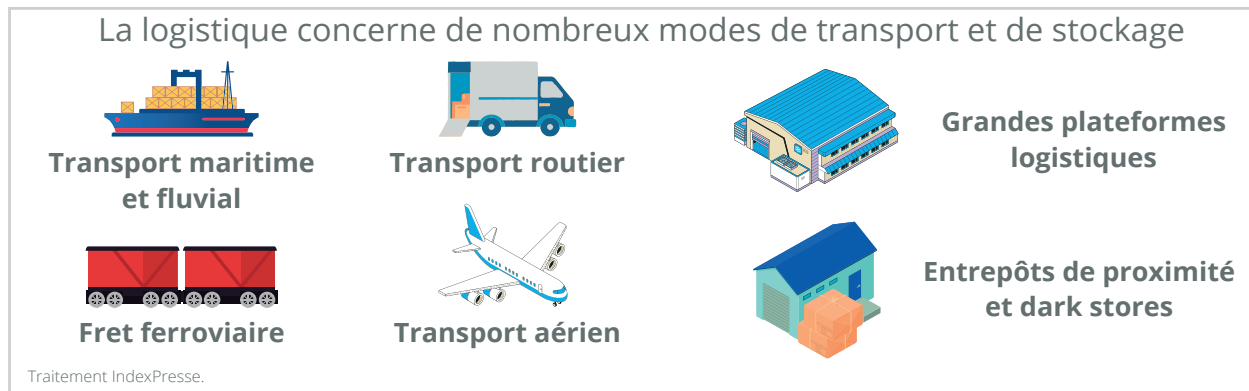 La logistique concerne de nombreux modes de transport et de stockage
Transport maritime
et fluvial
Transport routier
Grandes plateformes
logistiques
Fret ferroviaire
Transport aérien
Entrepôts de proximité
et dark stores
Traitement IndexPresse.